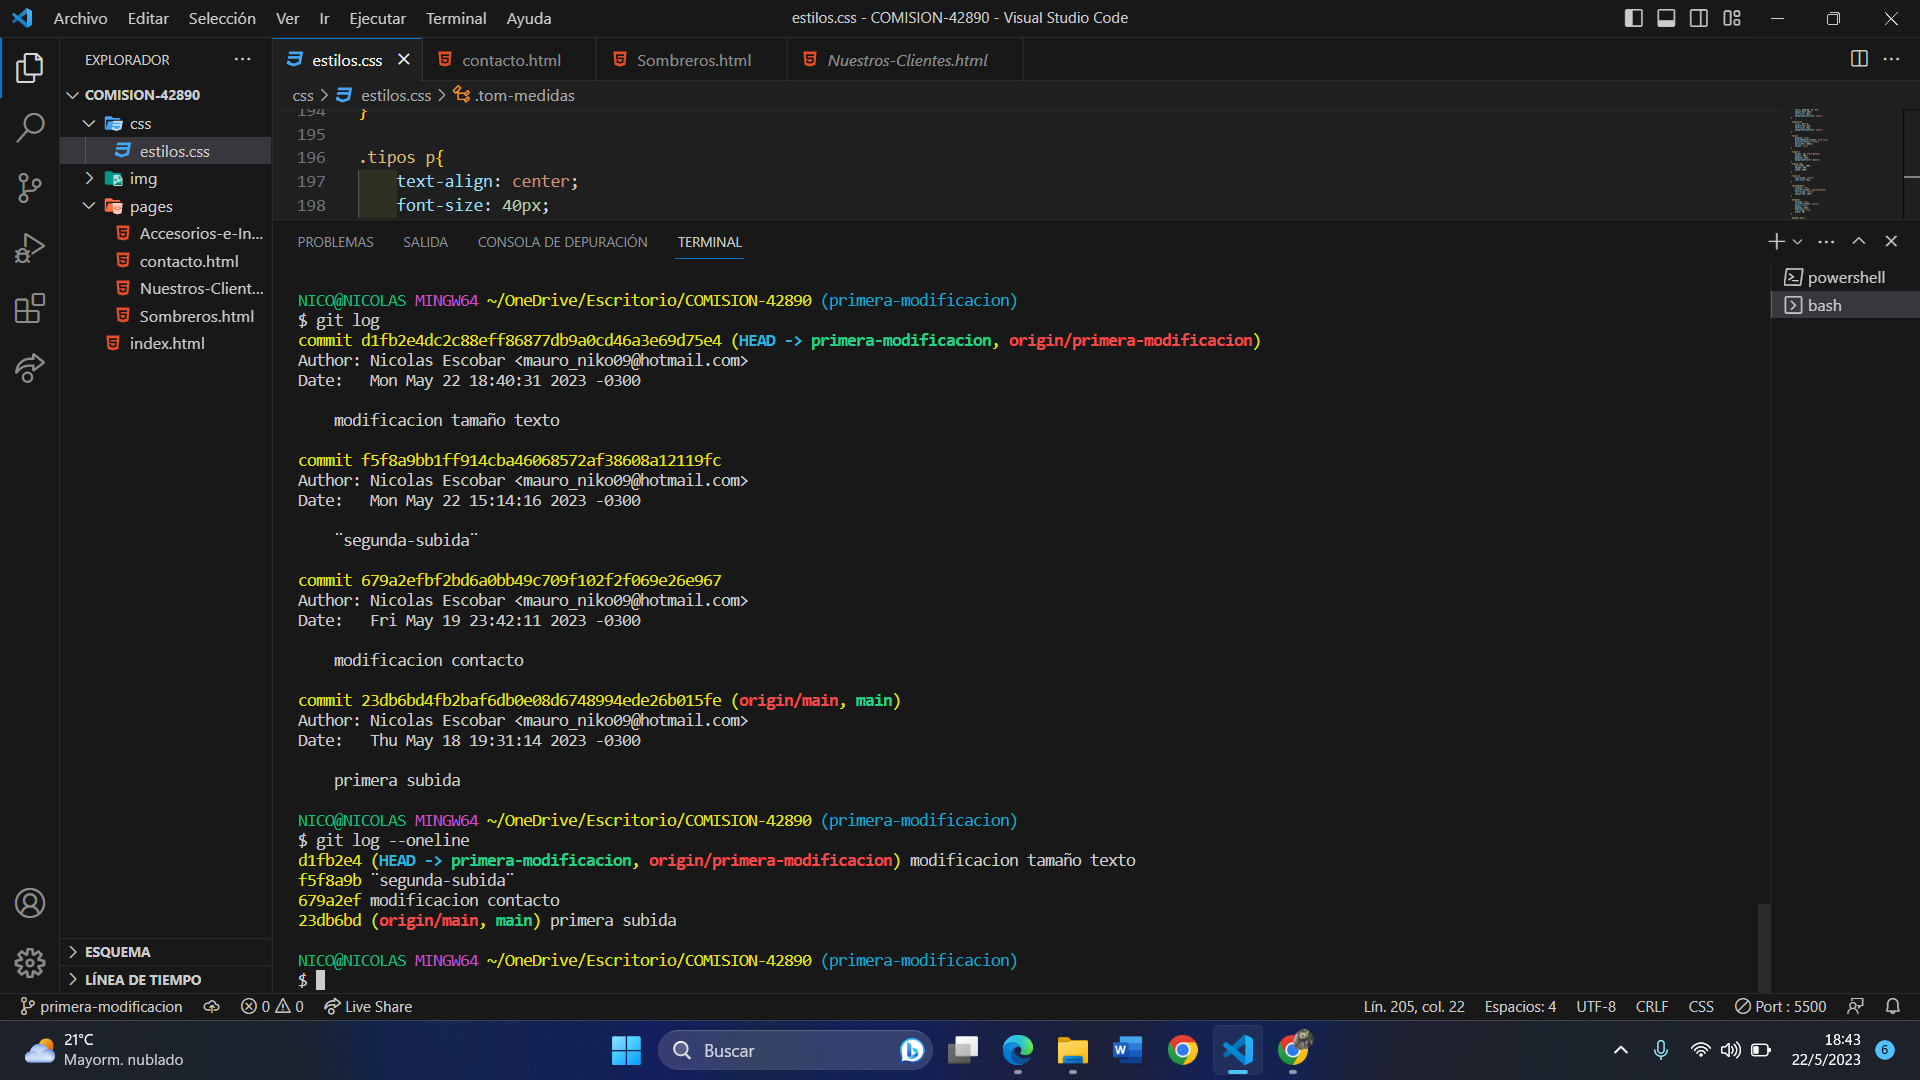 Archivo Editar Selección Ver Ir Ejecutar Terminal Ayuda
estilos.css - COMISION-42890 - Visual Studio Code
EXPLORADOR
COMISION-42890
css
estilos.css
img
pages
Accesorios-e-In...
contacto.html
Nuestros-Client...
Sombreros.html
index.html
ESQUEMA
LÍNEA DE TIEMPO
estilos.css contacto.html Sombreros.html Nuestros-Clientes.html
css > estilos.css > .tom-medidas
194 }
195
196 .tipos p{
197 text-align: center;
198 font-size: 40px;
PROBLEMAS SALIDA CONSOLA DE DEPURACIÓN TERMINAL
powershell
bash
NICO@NICOLAS MINGW64 ~/OneDrive/Escritorio/COMISION-42890 (primera-modificacion)
$ git log
commit d1fb2e4dc2c88eff86877db9a0cd46a3e69d75e4 (HEAD -> primera-modificacion, origin/primera-modificacion)
Author: Nicolas Escobar <mauro_niko09@hotmail.com>
Date:   Mon May 22 18:40:31 2023 -0300
modificacion tamaño texto
commit f5f8a9bb1ff914cba46068572af38608a12119fc
Author: Nicolas Escobar <mauro_niko09@hotmail.com>
Date:   Mon May 22 15:14:16 2023 -0300
¨segunda-subida¨
commit 679a2efbf2bd6a0bb49c709f102f2f069e26e967
Author: Nicolas Escobar <mauro_niko09@hotmail.com>
Date:   Fri May 19 23:42:11 2023 -0300
modificacion contacto
commit 23db6bd4fb2baf6db0e08d6748994ede26b015fe (origin/main, main)
Author: Nicolas Escobar <mauro_niko09@hotmail.com>
Date:   Thu May 18 19:31:14 2023 -0300
primera subida
NICO@NICOLAS MINGW64 ~/OneDrive/Escritorio/COMISION-42890 (primera-modificacion)
$ git log --oneline
d1fb2e4 (HEAD -> primera-modificacion, origin/primera-modificacion) modificacion tamaño texto
f5f8a9b ¨segunda-subida¨
679a2ef modificacion contacto
23db6bd (origin/main, main) primera subida
NICO@NICOLAS MINGW64 ~/OneDrive/Escritorio/COMISION-42890 (primera-modificacion)
$
primera-modificacion 0 0 Live Share
Lín. 205, col. 22 Espacios: 4 UTF-8 CRLF CSS Port : 5500
21°C
Mayorm. nublado
Buscar
18:43
22/5/2023
6